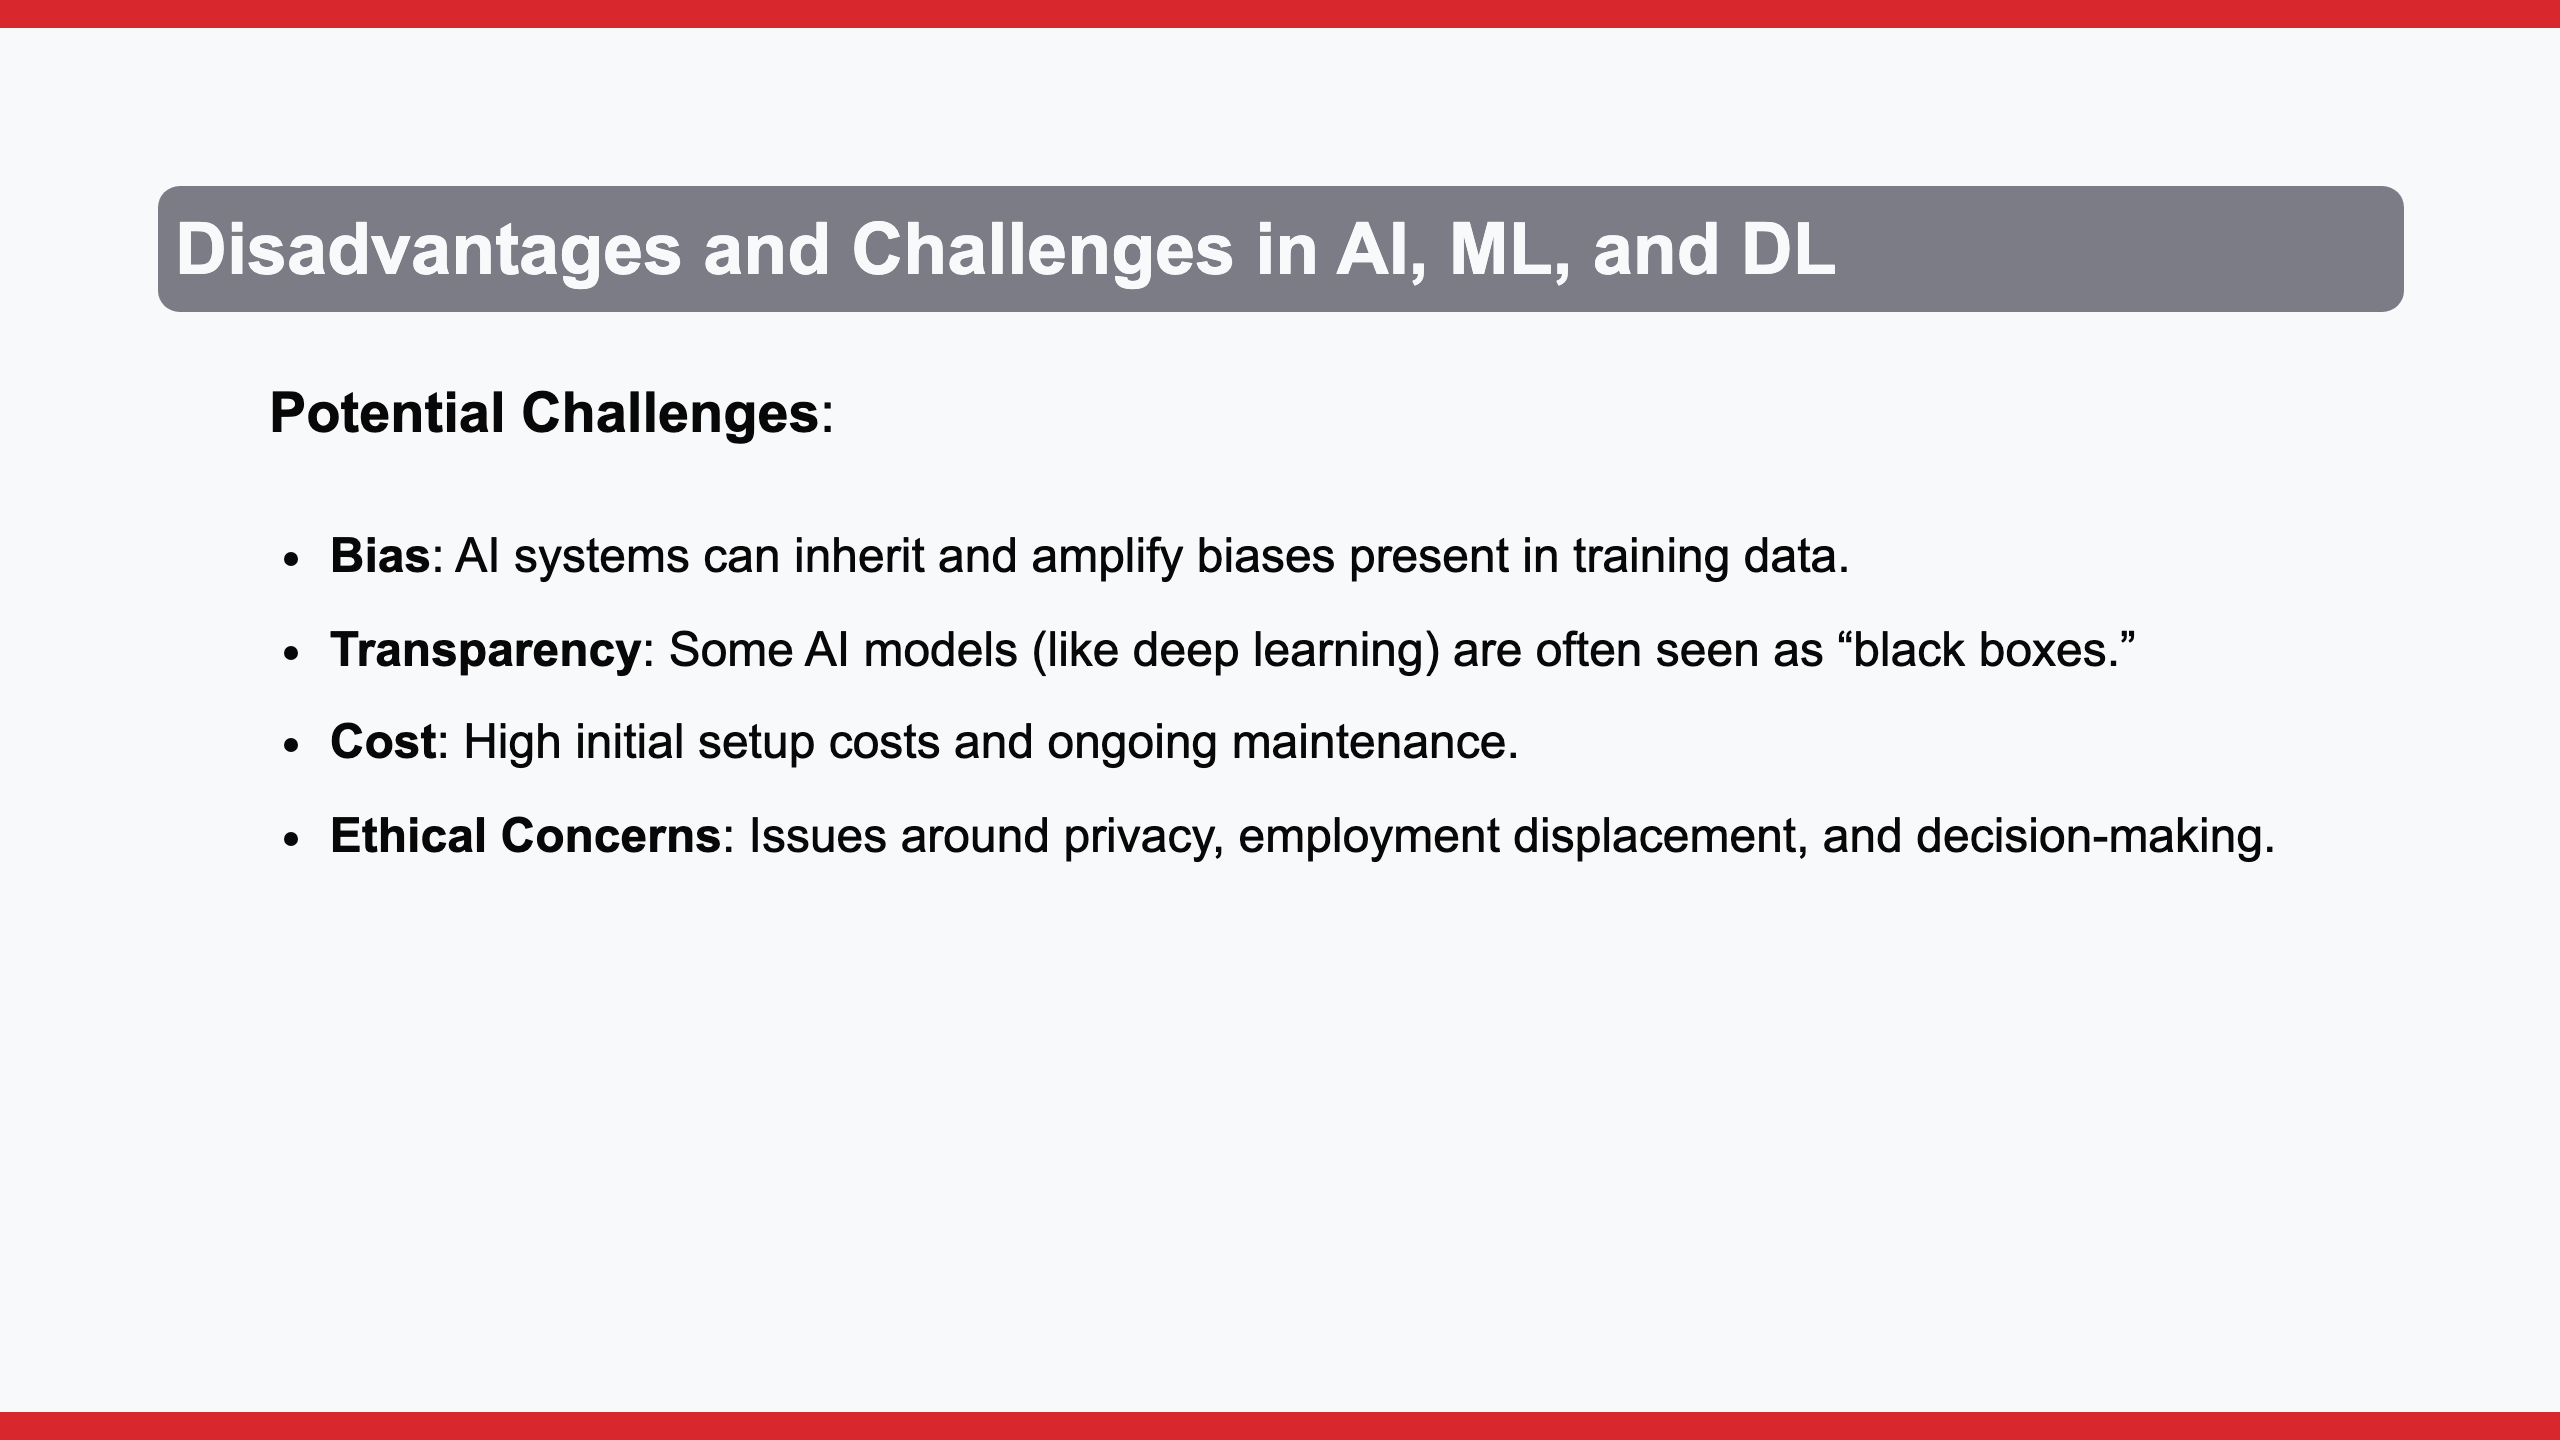 Disadvantages and Challenges in AI, ML, and DL
Potential Challenges:
• Bias: AI systems can inherit and amplify biases present in training data.
• Transparency: Some AI models (like deep learning) are often seen as “black boxes.”
• Cost: High initial setup costs and ongoing maintenance.
• Ethical Concerns: Issues around privacy, employment displacement, and decision-making.